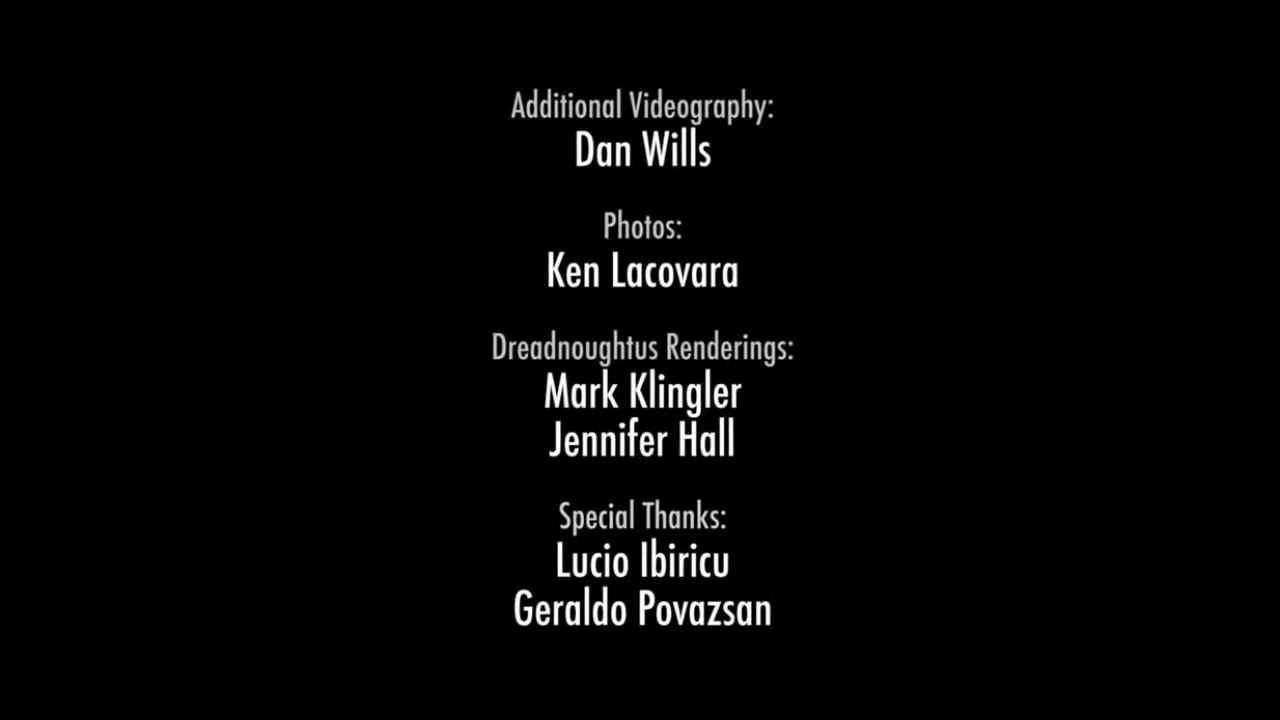 Additional Videography:
Dan Wills
Photos:
Ken Lacovara
Dreadnoughtus Renderings:
Mark Klingler
Jennifer Hall
Special Thanks:
Lucio Ibiricu
Geraldo Povazsan